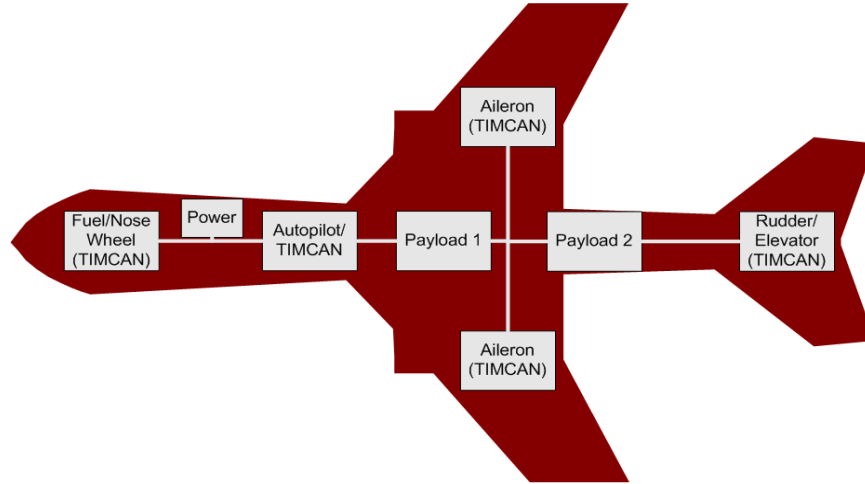 Aileron
(TIMCAN)
Fuel/Nose
Wheel
(TIMCAN)
Power
Autopilot/
TIMCAN
Payload 1
Payload 2
Rudder/
Elevator
(TIMCAN)
Aileron
(TIMCAN)